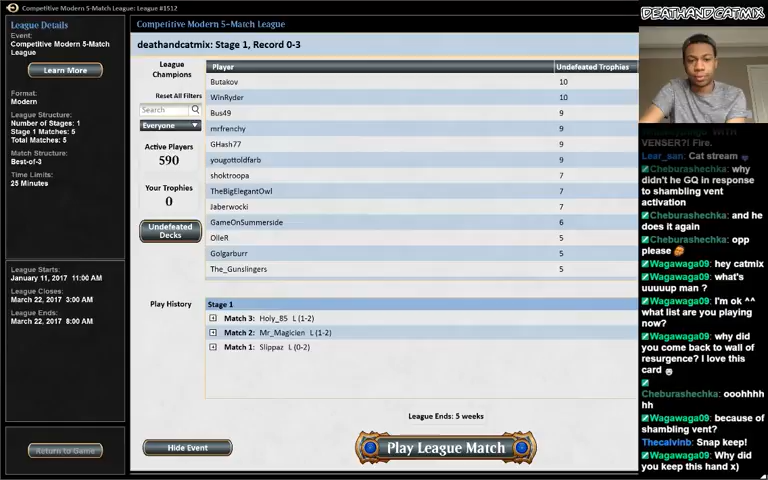 Competitive Modern 5-Match League: League #1512
League Details
Event:
Competitive Modern 5-Match
League
Learn More
Format:
Modern
League Structure:
Number of Stages: 1
Stage 1 Matches: 5
Total Matches: 5
Match Structure:
Best-of-3
Time Limits:
25 Minutes
League Starts:
January 11, 2017 11:00 AM
League Closes:
March 22, 2017 3:00 AM
League Ends:
March 22, 2017 8:00 AM
Return to Game
Competitive Modern 5-Match League
deathandcatmix: Stage 1, Record 0-3
League
Champions
Reset All Filters
Search
Everyone
Active Players
590
Your Trophies
0
Undefeated
Decks
Player Undefeated Trophies
Butakov 10
WinRyder 10
Bus49 9
mrfrenchy 9
GHash77 9
yougottoldfarb 9
shoktroopa 7
TheBigElegantOwl 7
Jaberwocki 7
GameOnSummerside 6
OlleR 5
Golgarburr 5
The_Gunslingers 5
Play History
Stage 1
Match 3: Holy_85 L (1-2)
Match 2: Mr_Magicien L (1-2)
Match 1: Slippaz L (0-2)
League Ends: 5 weeks
Hide Event
Play League Match
DEATHANDCATMIX
WITH
VENSER?! Fire.
Lear_san: Cat stream
Cheburashechka: why
didn't he GQ in response
to shambling vent
activation
Cheburashechka: and he
does it again
Cheburashechka: opp
please
Wagawaga09: hey catmix
Wagawaga09: what's
uuuuup man ?
Wagawaga09: I'm ok ^^
what list are you playing
now?
Wagawaga09: why did
you come back to wall of
resurgence? I love this
card
Cheburashechka: ooohhhh
hh
Wagawaga09: because of
shambling vent?
Thecalvinb: Snap keep!
Wagawaga09: Why did
you keep this hand x)